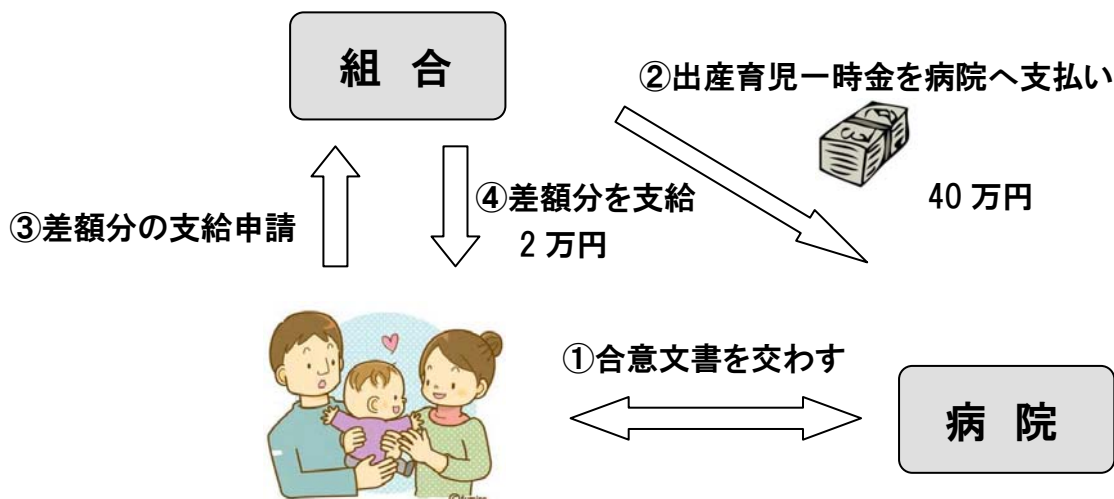 組 合
②出産育児一時金を病院へ支払い
40 万円
③差額分の支給申請
④差額分を支給
2 万円
①合意文書を交わす
病 院